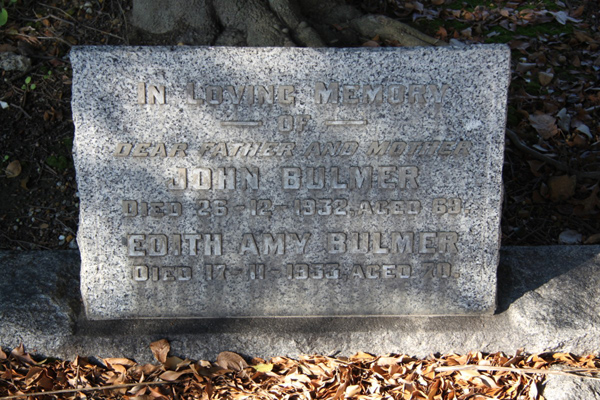 In Loving Memory
— OF —
DEAR FATHER AND MOTHER
JOHN BULMER
DIED 26-12-1932, AGED 69.
EDITH AMY BULMER
DIED 17-11-1955, AGED 70.